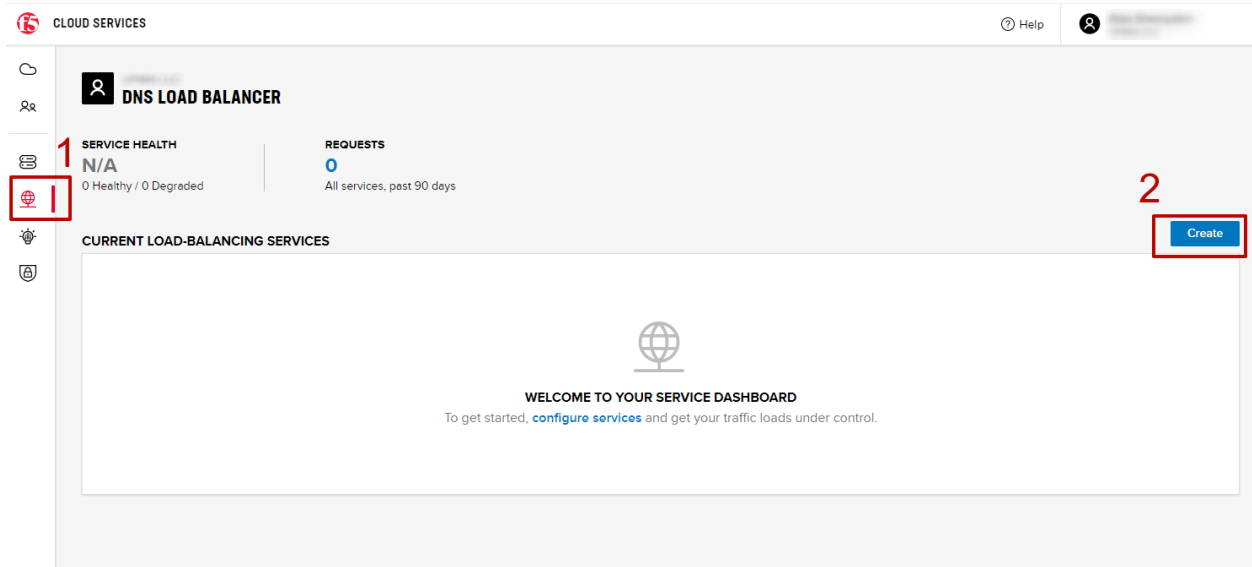 f5 CLOUD SERVICES
? Help
DNS LOAD BALANCER
1
SERVICE HEALTH
N/A
0 Healthy / 0 Degraded
REQUESTS
0
All services, past 90 days
2
CURRENT LOAD-BALANCING SERVICES
Create
WELCOME TO YOUR SERVICE DASHBOARD
To get started, configure services and get your traffic loads under control.